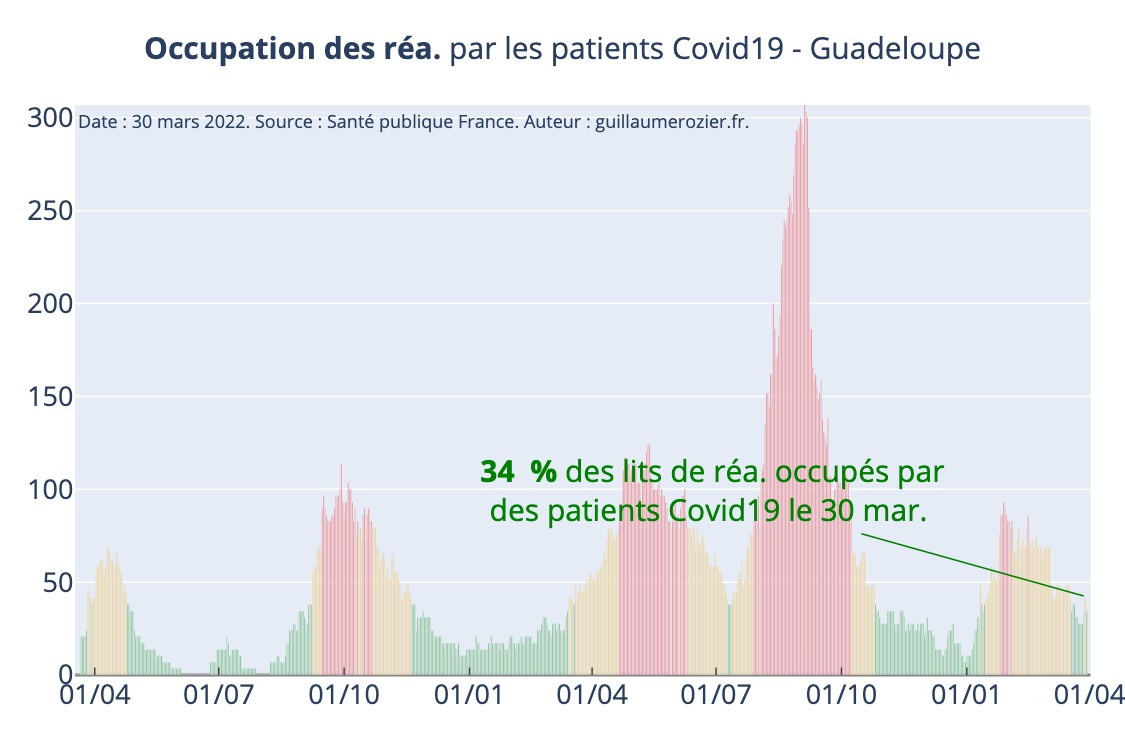 Occupation des réa. par les patients Covid19 - Guadeloupe
Date : 30 mars 2022. Source : Santé publique France. Auteur : guillaumerozier.fr.
300
250
200
150
100
50
0
34 % des lits de réa. occupés par
des patients Covid19 le 30 mar.
01/04 01/07 01/10 01/01 01/04 01/07 01/10 01/01 01/04